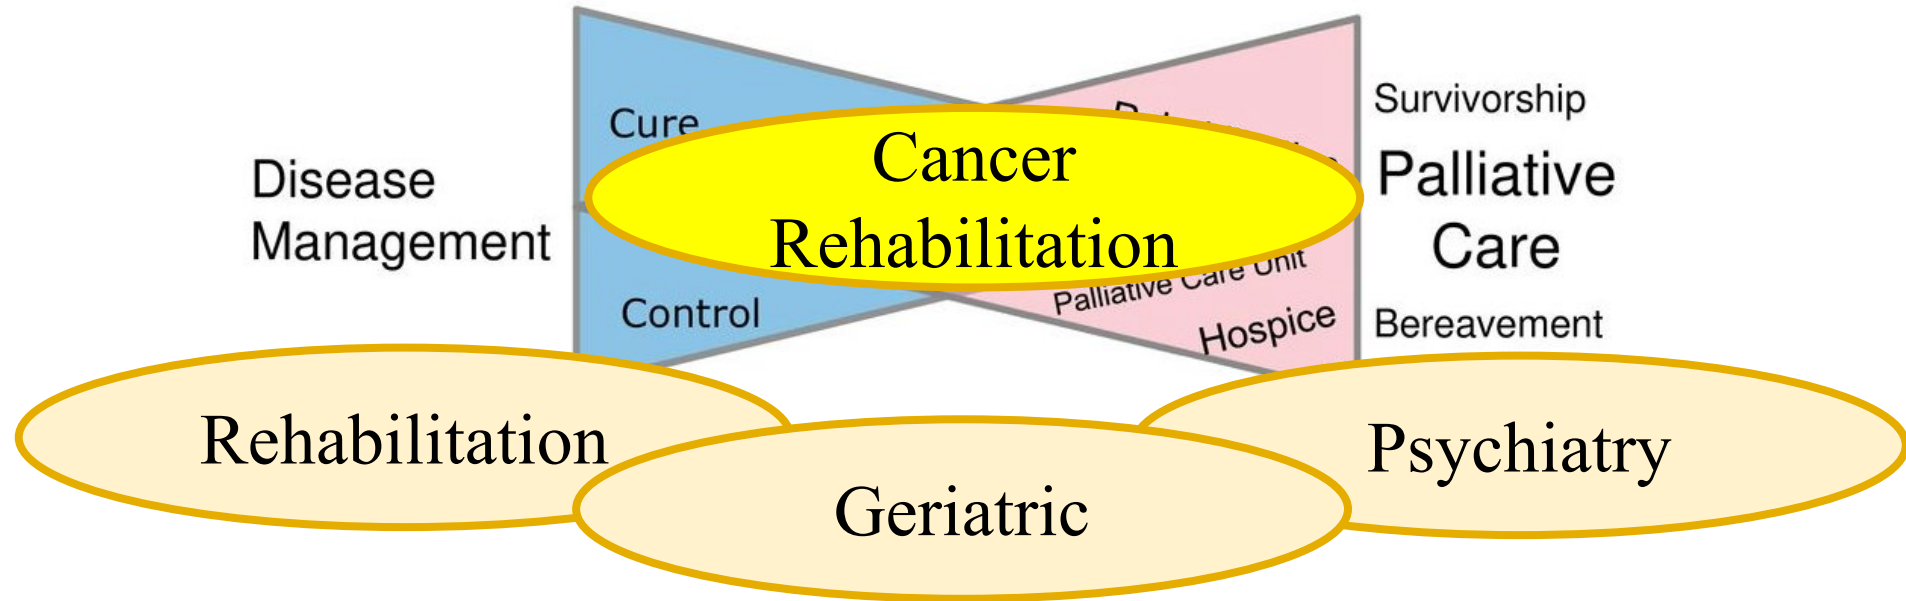 Disease
Management
Cure
Control
Cancer
Rehabilitation
Palliative Care Unit
Hospice
Survivorship
Palliative
Care
Bereavement
Rehabilitation
Geriatric
Psychiatry